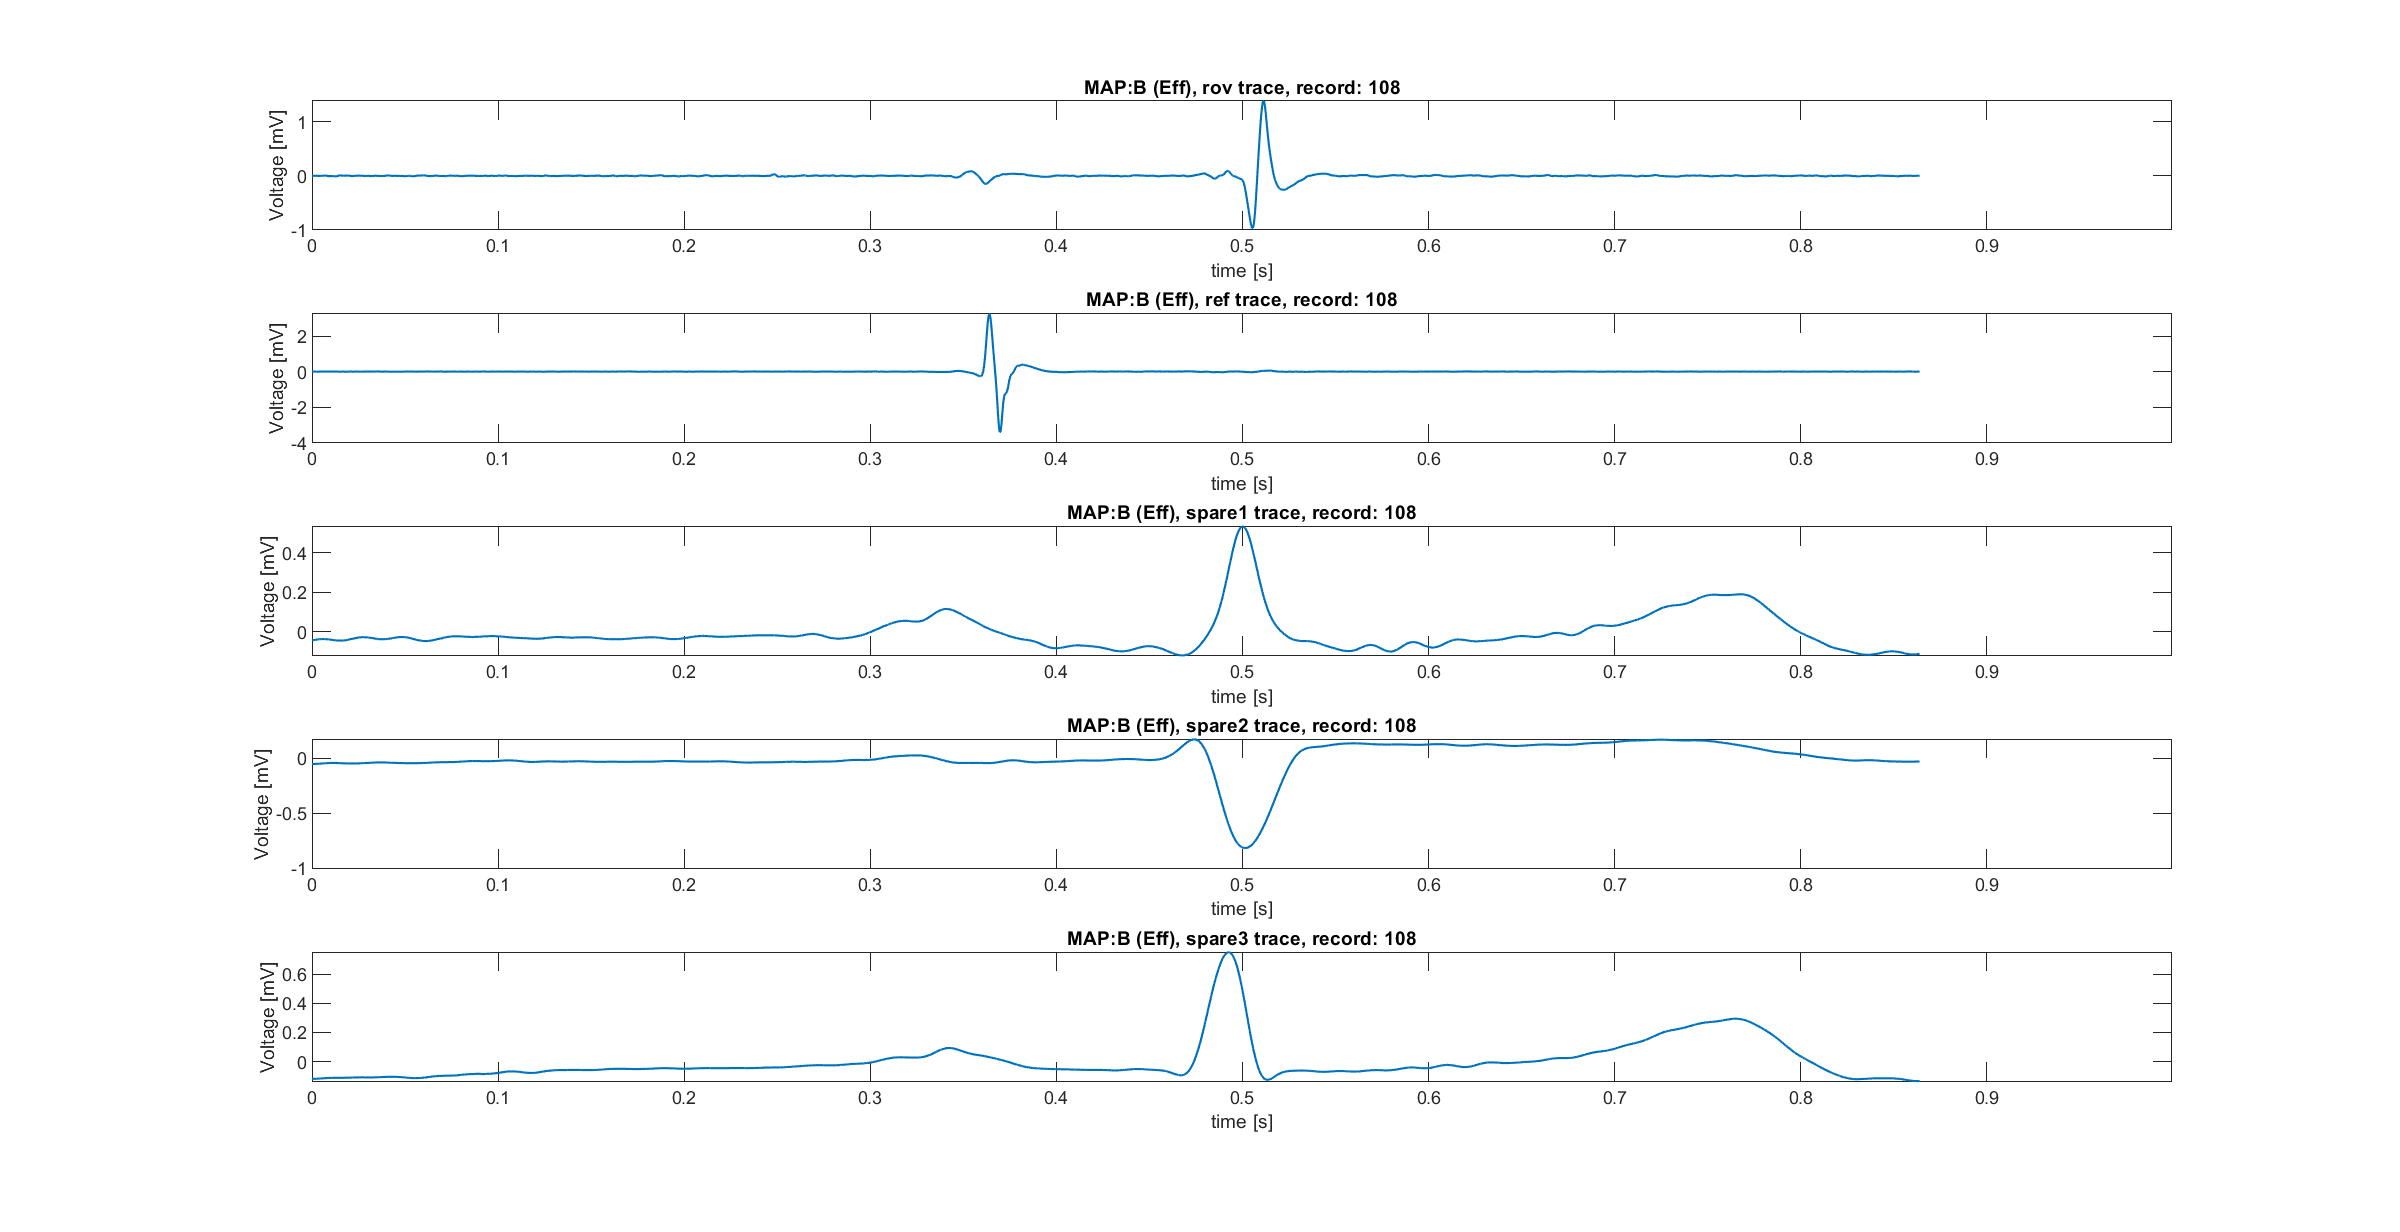 MAP:B (Eff), rov trace, record: 108
Voltage [mV]
1
0
-1
0 0.1 0.2 0.3 0.4 0.5 0.6 0.7 0.8 0.9
time [s]
MAP:B (Eff), ref trace, record: 108
Voltage [mV]
2
0
-2
-4
0 0.1 0.2 0.3 0.4 0.5 0.6 0.7 0.8 0.9
time [s]
MAP:B (Eff), spare1 trace, record: 108
Voltage [mV]
0.4
0.2
0
0 0.1 0.2 0.3 0.4 0.5 0.6 0.7 0.8 0.9
time [s]
MAP:B (Eff), spare2 trace, record: 108
Voltage [mV]
0
-0.5
-1
0 0.1 0.2 0.3 0.4 0.5 0.6 0.7 0.8 0.9
time [s]
MAP:B (Eff), spare3 trace, record: 108
Voltage [mV]
0.6
0.4
0.2
0
0 0.1 0.2 0.3 0.4 0.5 0.6 0.7 0.8 0.9
time [s]